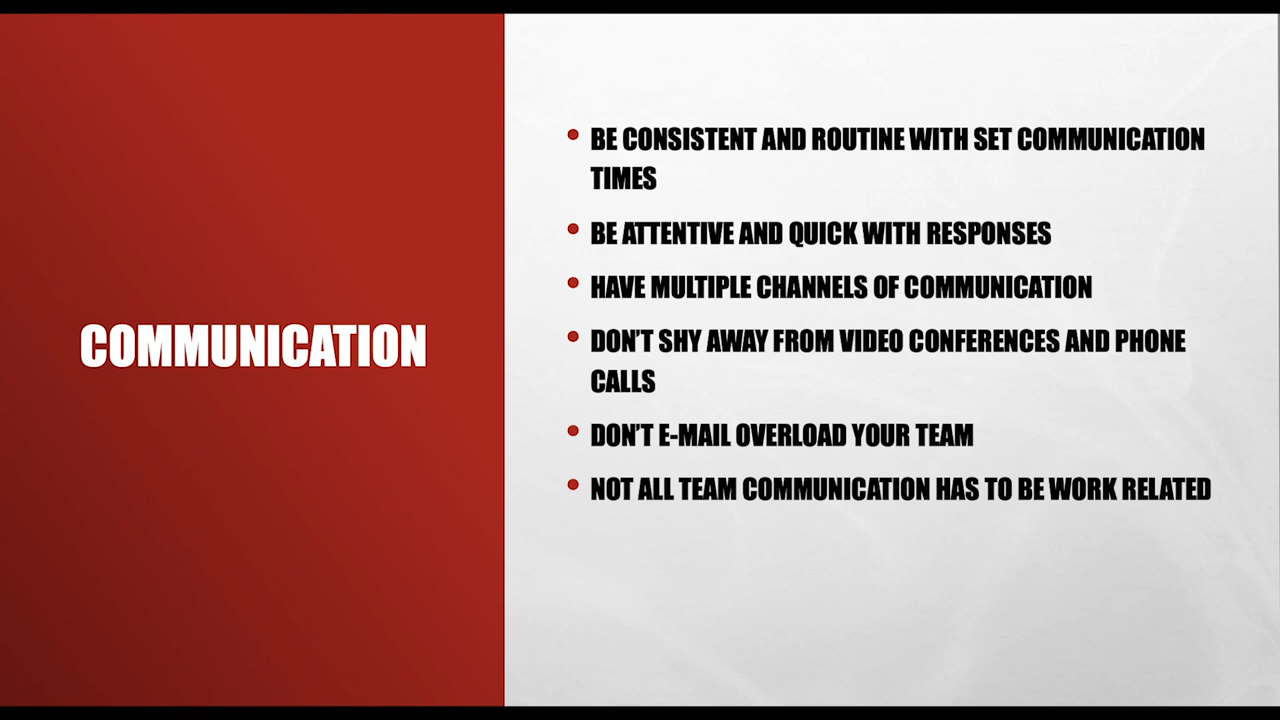 COMMUNICATION
• BE CONSISTENT AND ROUTINE WITH SET COMMUNICATION
TIMES
• BE ATTENTIVE AND QUICK WITH RESPONSES
• HAVE MULTIPLE CHANNELS OF COMMUNICATION
• DON’T SHY AWAY FROM VIDEO CONFERENCES AND PHONE
CALLS
• DON’T E-MAIL OVERLOAD YOUR TEAM
• NOT ALL TEAM COMMUNICATION HAS TO BE WORK RELATED